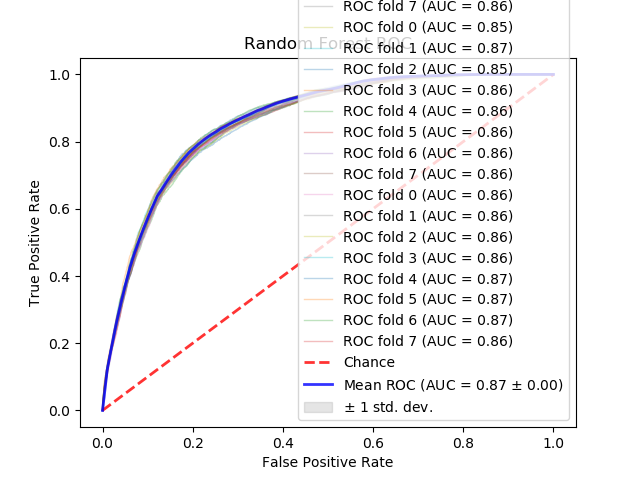 ROC fold 7 (AUC = 0.86)
ROC fold 0 (AUC = 0.85)
Random Forest ROC
ROC fold 1 (AUC = 0.87)
ROC fold 2 (AUC = 0.85)
ROC fold 3 (AUC = 0.86)
ROC fold 4 (AUC = 0.86)
ROC fold 5 (AUC = 0.86)
ROC fold 6 (AUC = 0.86)
ROC fold 7 (AUC = 0.86)
ROC fold 0 (AUC = 0.86)
ROC fold 1 (AUC = 0.86)
ROC fold 2 (AUC = 0.86)
ROC fold 3 (AUC = 0.86)
ROC fold 4 (AUC = 0.87)
ROC fold 5 (AUC = 0.87)
ROC fold 6 (AUC = 0.87)
ROC fold 7 (AUC = 0.86)
Chance
Mean ROC (AUC = 0.87 ± 0.00)
± 1 std. dev.
True Positive Rate
1.0
0.8
0.6
0.4
0.2
0.0
0.0 0.2 0.4 0.6 0.8 1.0
False Positive Rate